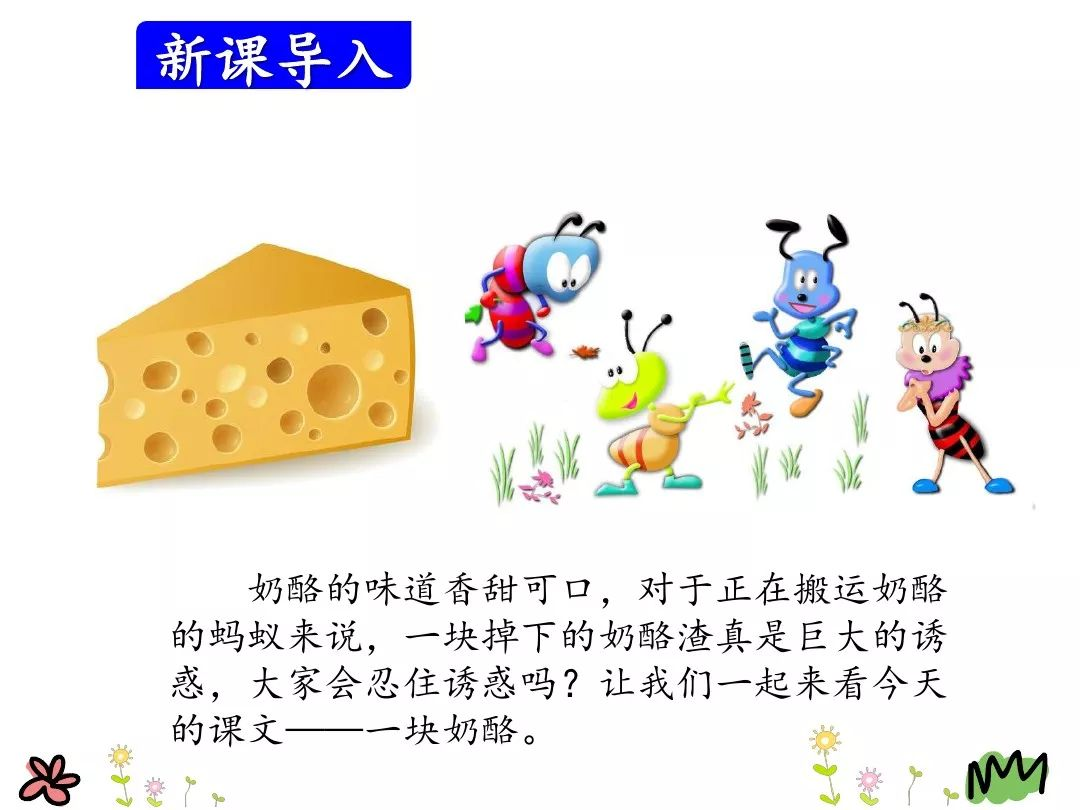 新课导入
奶酪的味道香甜可口，对于正在搬运奶酪
的蚂蚁来说，一块掉下的奶酪渣真是巨大的诱
惑，大家会忍住诱惑吗？让我们一起来看今天
的课文——一块奶酪。